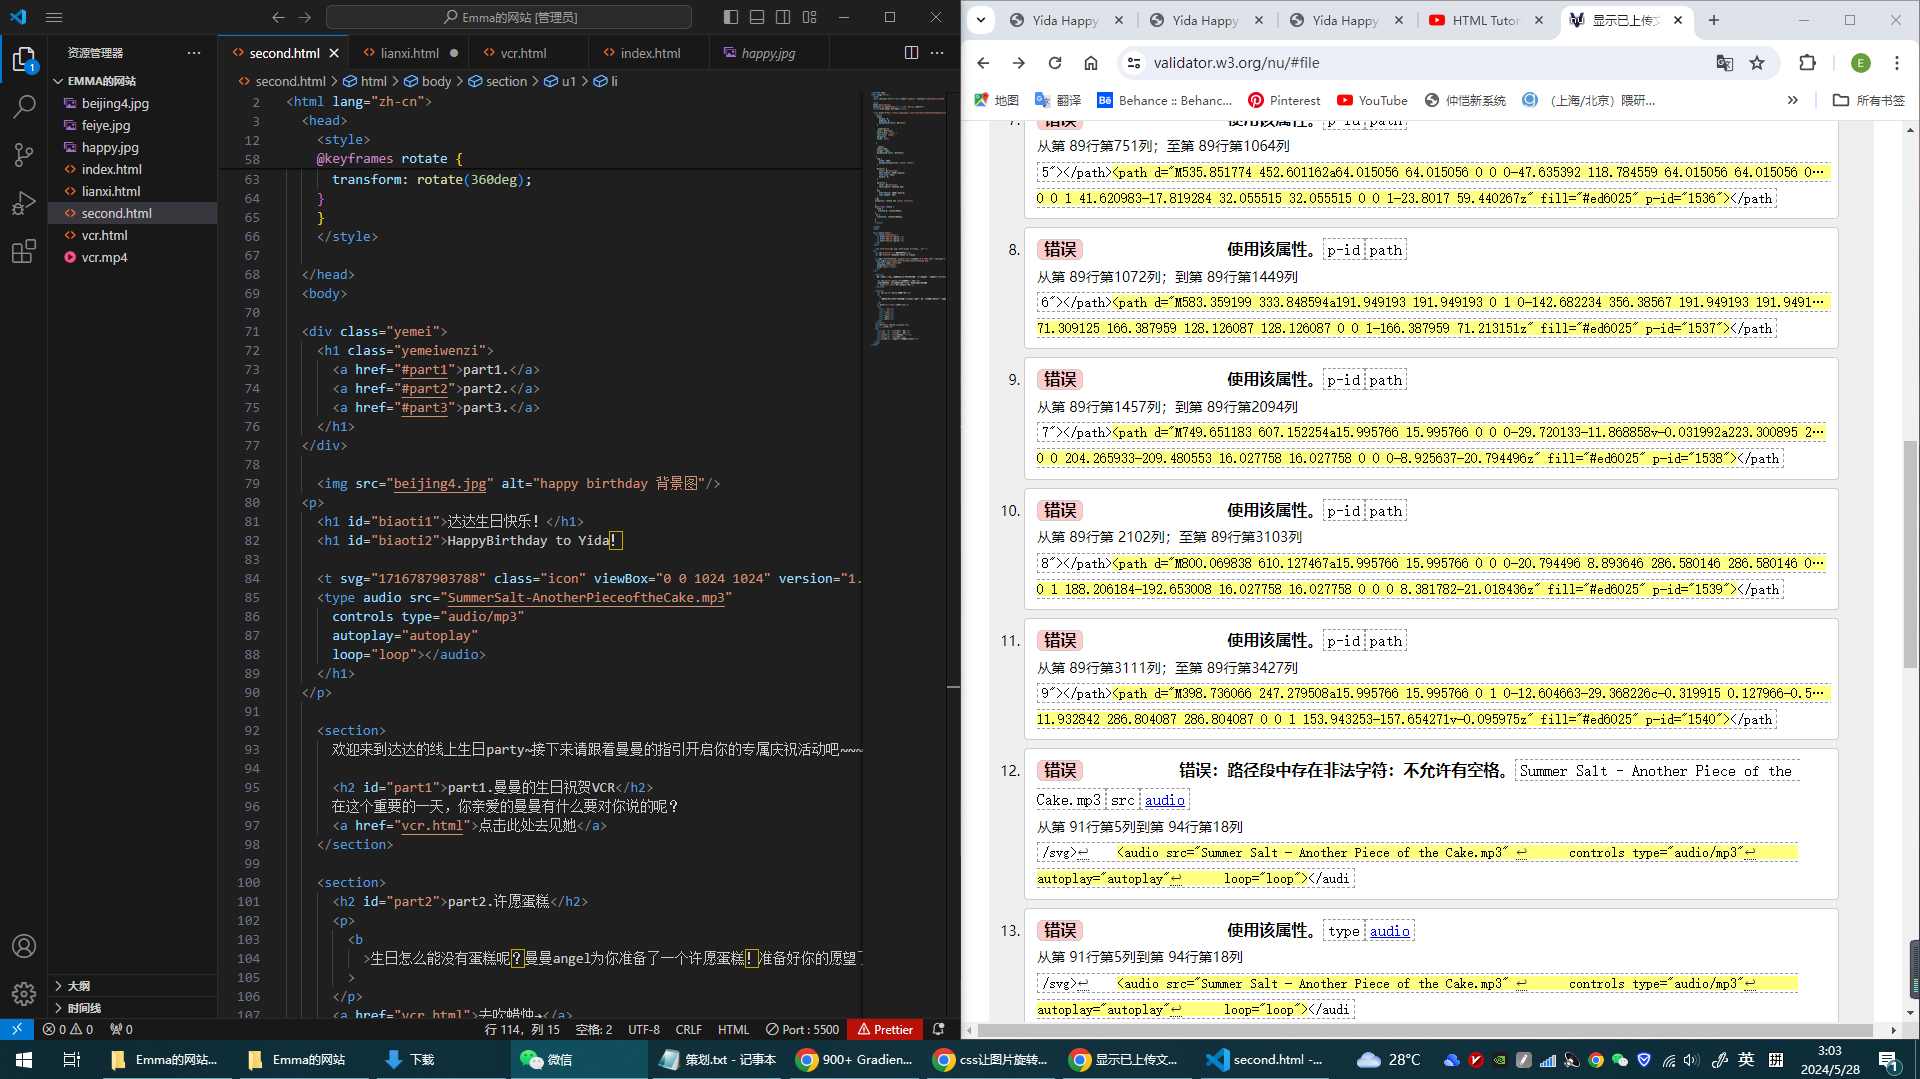 Emma的网站 [管理员]
资源管理器
EMMA的网站
beijing4.jpg
feiye.jpg
happy.jpg
index.html
lianxi.html
second.html
vcr.html
vcr.mp4
大纲
时间线
second.html
lianxi.html
vcr.html
index.html
happy.jpg
second.html > html > body > section > u1 > li
2 <html lang="zh-cn">
3 <head>
12 <style>
58 @keyframes rotate {
63 transform: rotate(360deg);
64 }
65 }
66 </style>
67
68 </head>
69 <body>
70
71 <div class="yemei">
72 <h1 class="yemeiwenzi">
73 <a href="#part1">part1.</a>
74 <a href="#part2">part2.</a>
75 <a href="#part3">part3.</a>
76 </h1>
77 </div>
78
79 <img src="beijing4.jpg" alt="happy birthday 背景图"/>
80 <p>
81 <h1 id="biaoti1">达达生日快乐！</h1>
82 <h1 id="biaoti2">HappyBirthday to Yida！
83
84 <t svg="1716787903788" class="icon" viewBox="0 0 1024 1024" version="1.
85 <type audio src="SummerSalt-AnotherPieceoftheCake.mp3"
86 controls type="audio/mp3"
87 autoplay="autoplay"
88 loop="loop"></audio>
89 </h1>
90 </p>
91
92 <section>
93 欢迎来到达达的线上生日party~接下来请跟着曼曼的指引开启你的专属庆祝活动吧~~~
94
95 <h2 id="part1">part1.曼曼的生日祝贺VCR</h2>
96 在这个重要的一天，你亲爱的曼曼有什么要对你说的呢？
97 <a href="vcr.html">点击此处去见她</a>
98 </section>
99
100 <section>
101 <h2 id="part2">part2.许愿蛋糕</h2>
102 <p>
103 <b
104 >生日怎么能没有蛋糕呢？曼曼angel为你准备了一个许愿蛋糕！准备好你的愿望
105 >
106 </p>
107 <a href="vcr.html">去吹蜡烛→</a>
0 0 0 行 114，列 15 空格: 2 UTF-8 CRLF HTML Port : 5500 Prettier
Yida Happy
Yida Happy
Yida Happy
HTML Tutor
显示已上传文
validator.w3.org/nu/#file
E
地图 翻译 Behance :: Behanc... Pinterest YouTube 仲恺新系统 （上海/北京）隈研... 所有书签
7. 错误 使用该属性。 p-id path
从第 89行第751列；至第 89行第1064列
5"></path><path d="M535.851774 452.601162a64.015056 64.015056 0 0 0-47.635392 118.784559 64.015056 64.015056 0…
0 0 1 41.620983-17.819284 32.055515 32.055515 0 0 1-23.8017 59.440267z" fill="#ed6025" p-id="1536"></path
8. 错误 使用该属性。 p-id path
从第 89行第1072列；到第 89行第1449列
6"></path><path d="M583.359199 333.848594a191.949193 191.949193 0 1 0-142.682234 356.38567 191.949193 191.9491…
71.309125 166.387959 128.126087 128.126087 0 0 1-166.387959 71.213151z" fill="#ed6025" p-id="1537"></path
9. 错误 使用该属性。 p-id path
从第 89行第1457列；到第 89行第2094列
7"></path><path d="M749.651183 607.152254a15.995766 15.995766 0 0 0-29.720133-11.868858v-0.031992a223.300895 2…
0 0 204.265933-209.480553 16.027758 16.027758 0 0 0-8.925637-20.794496z" fill="#ed6025" p-id="1538"></path
10. 错误 使用该属性。 p-id path
从第 89行第 2102列；至第 89行第3103列
8"></path><path d="M800.069838 610.127467a15.995766 15.995766 0 0 0-20.794496 8.893646 286.580146 286.580146 0…
0 1 188.206184-192.653008 16.027758 16.027758 0 0 0 8.381782-21.018436z" fill="#ed6025" p-id="1539"></path
11. 错误 使用该属性。 p-id path
从第 89行第3111列；至第 89行第3427列
9"></path><path d="M398.736066 247.279508a15.995766 15.995766 0 1 0-12.604663-29.368226c-0.319915 0.127966-0.5…
11.932842 286.804087 286.804087 0 0 1 153.943253-157.654271v-0.095975z" fill="#ed6025" p-id="1540"></path
12. 错误 错误：路径段中存在非法字符：不允许有空格。 Summer Salt - Another Piece of the
Cake.mp3 src audio
从第 91行第5列到第 94行第18列
/svg>↩ <audio src="Summer Salt - Another Piece of the Cake.mp3" ↩ controls type="audio/mp3"↩
autoplay="autoplay"↩ loop="loop"></audi
13. 错误 使用该属性。 type audio
从第 91行第5列到第 94行第18列
/svg>↩ <audio src="Summer Salt - Another Piece of the Cake.mp3" ↩ controls type="audio/mp3"↩
autoplay="autoplay"↩ loop="loop"></audi
Emma的网站... Emma的网站 下载 微信 策划.txt - 记事本 900+ Gradien... css让图片旋转... 显示已上传文... second.html -... 28°C 英 拼
3:03
2024/5/28